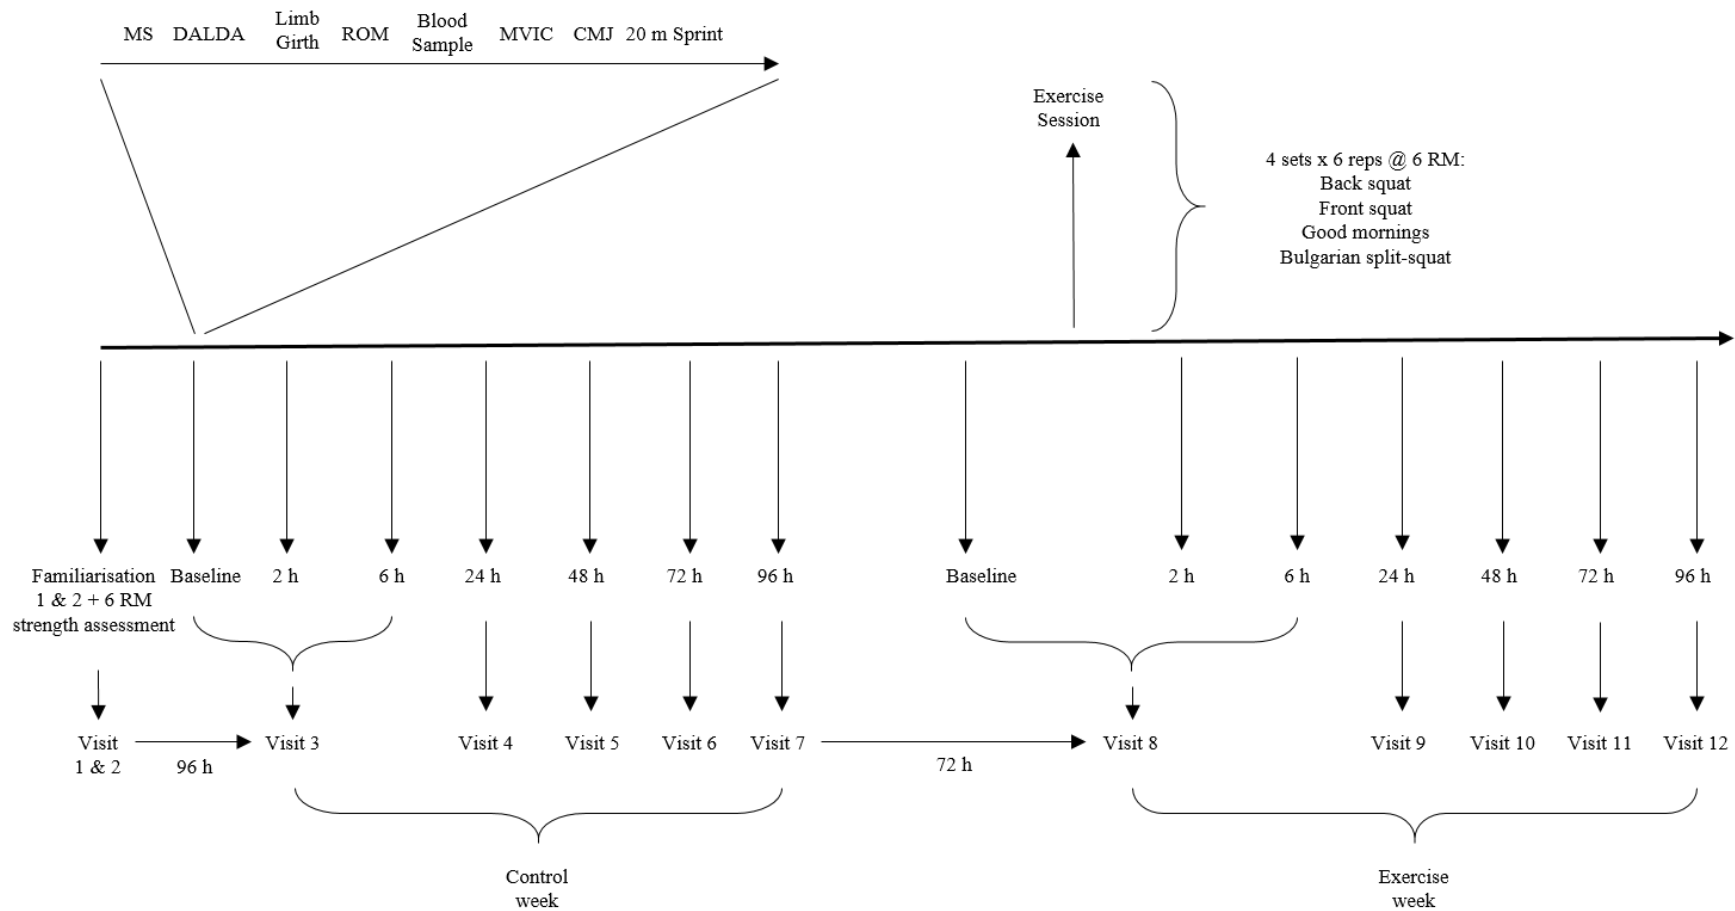 MS DALDA Limb Girth ROM Blood Sample MVIC CMJ 20 m Sprint
Exercise
Session
4 sets x 6 reps @ 6 RM:
Back squat
Front squat
Good mornings
Bulgarian split-squat
Familiarisation
1 & 2 + 6 RM
strength assessment
Baseline 2 h 6 h 24 h 48 h 72 h 96 h Baseline 2 h 6 h 24 h 48 h 72 h 96 h
Visit
1 & 2
96 h
Visit 3 Visit 4 Visit 5 Visit 6 Visit 7
72 h
Visit 8 Visit 9 Visit 10 Visit 11 Visit 12
Control
week
Exercise
week